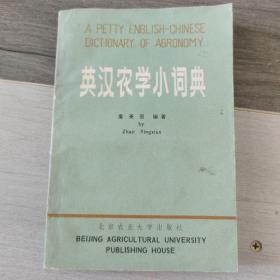 A PETTY ENGLISH-CHINESE
DICTIONARY OF AGRONOMY
英汉农学小词典
编著
by
Zhao Yingxian
北京农业大学出版社
BEIJING AGRICULTURAL UNIVERSITY
PUBLISHING HOUSE